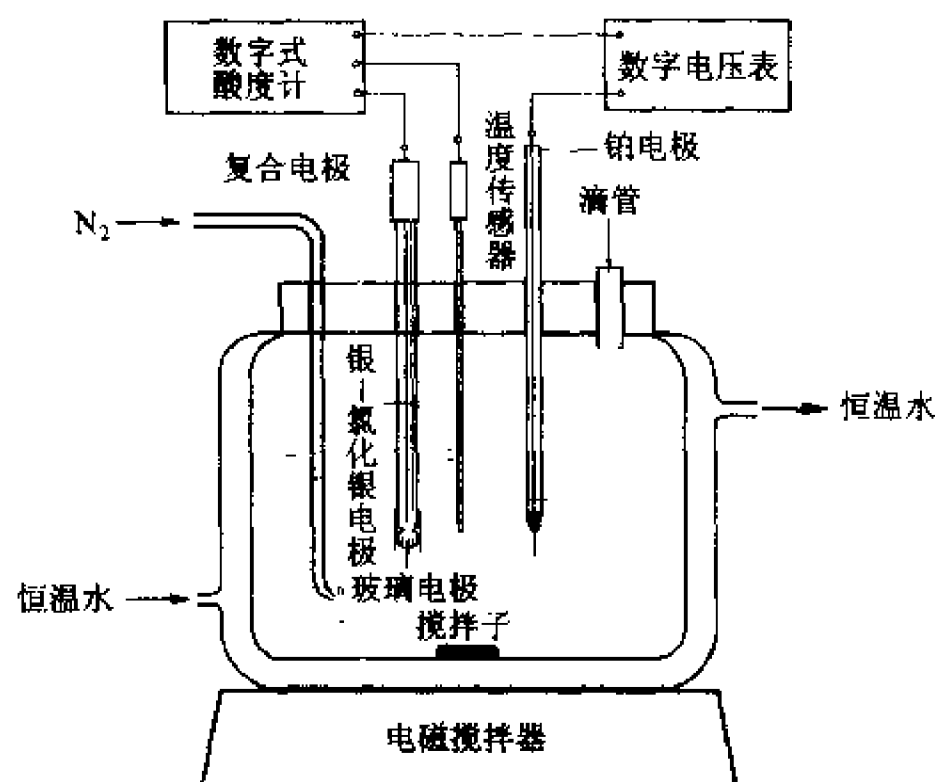 数字式
酸度计
数字电压表
温度传感器
铂电极
复合电极
滴管
N₂
银-氯化银电极
恒温水
恒温水
玻璃电极
搅拌子
电磁搅拌器